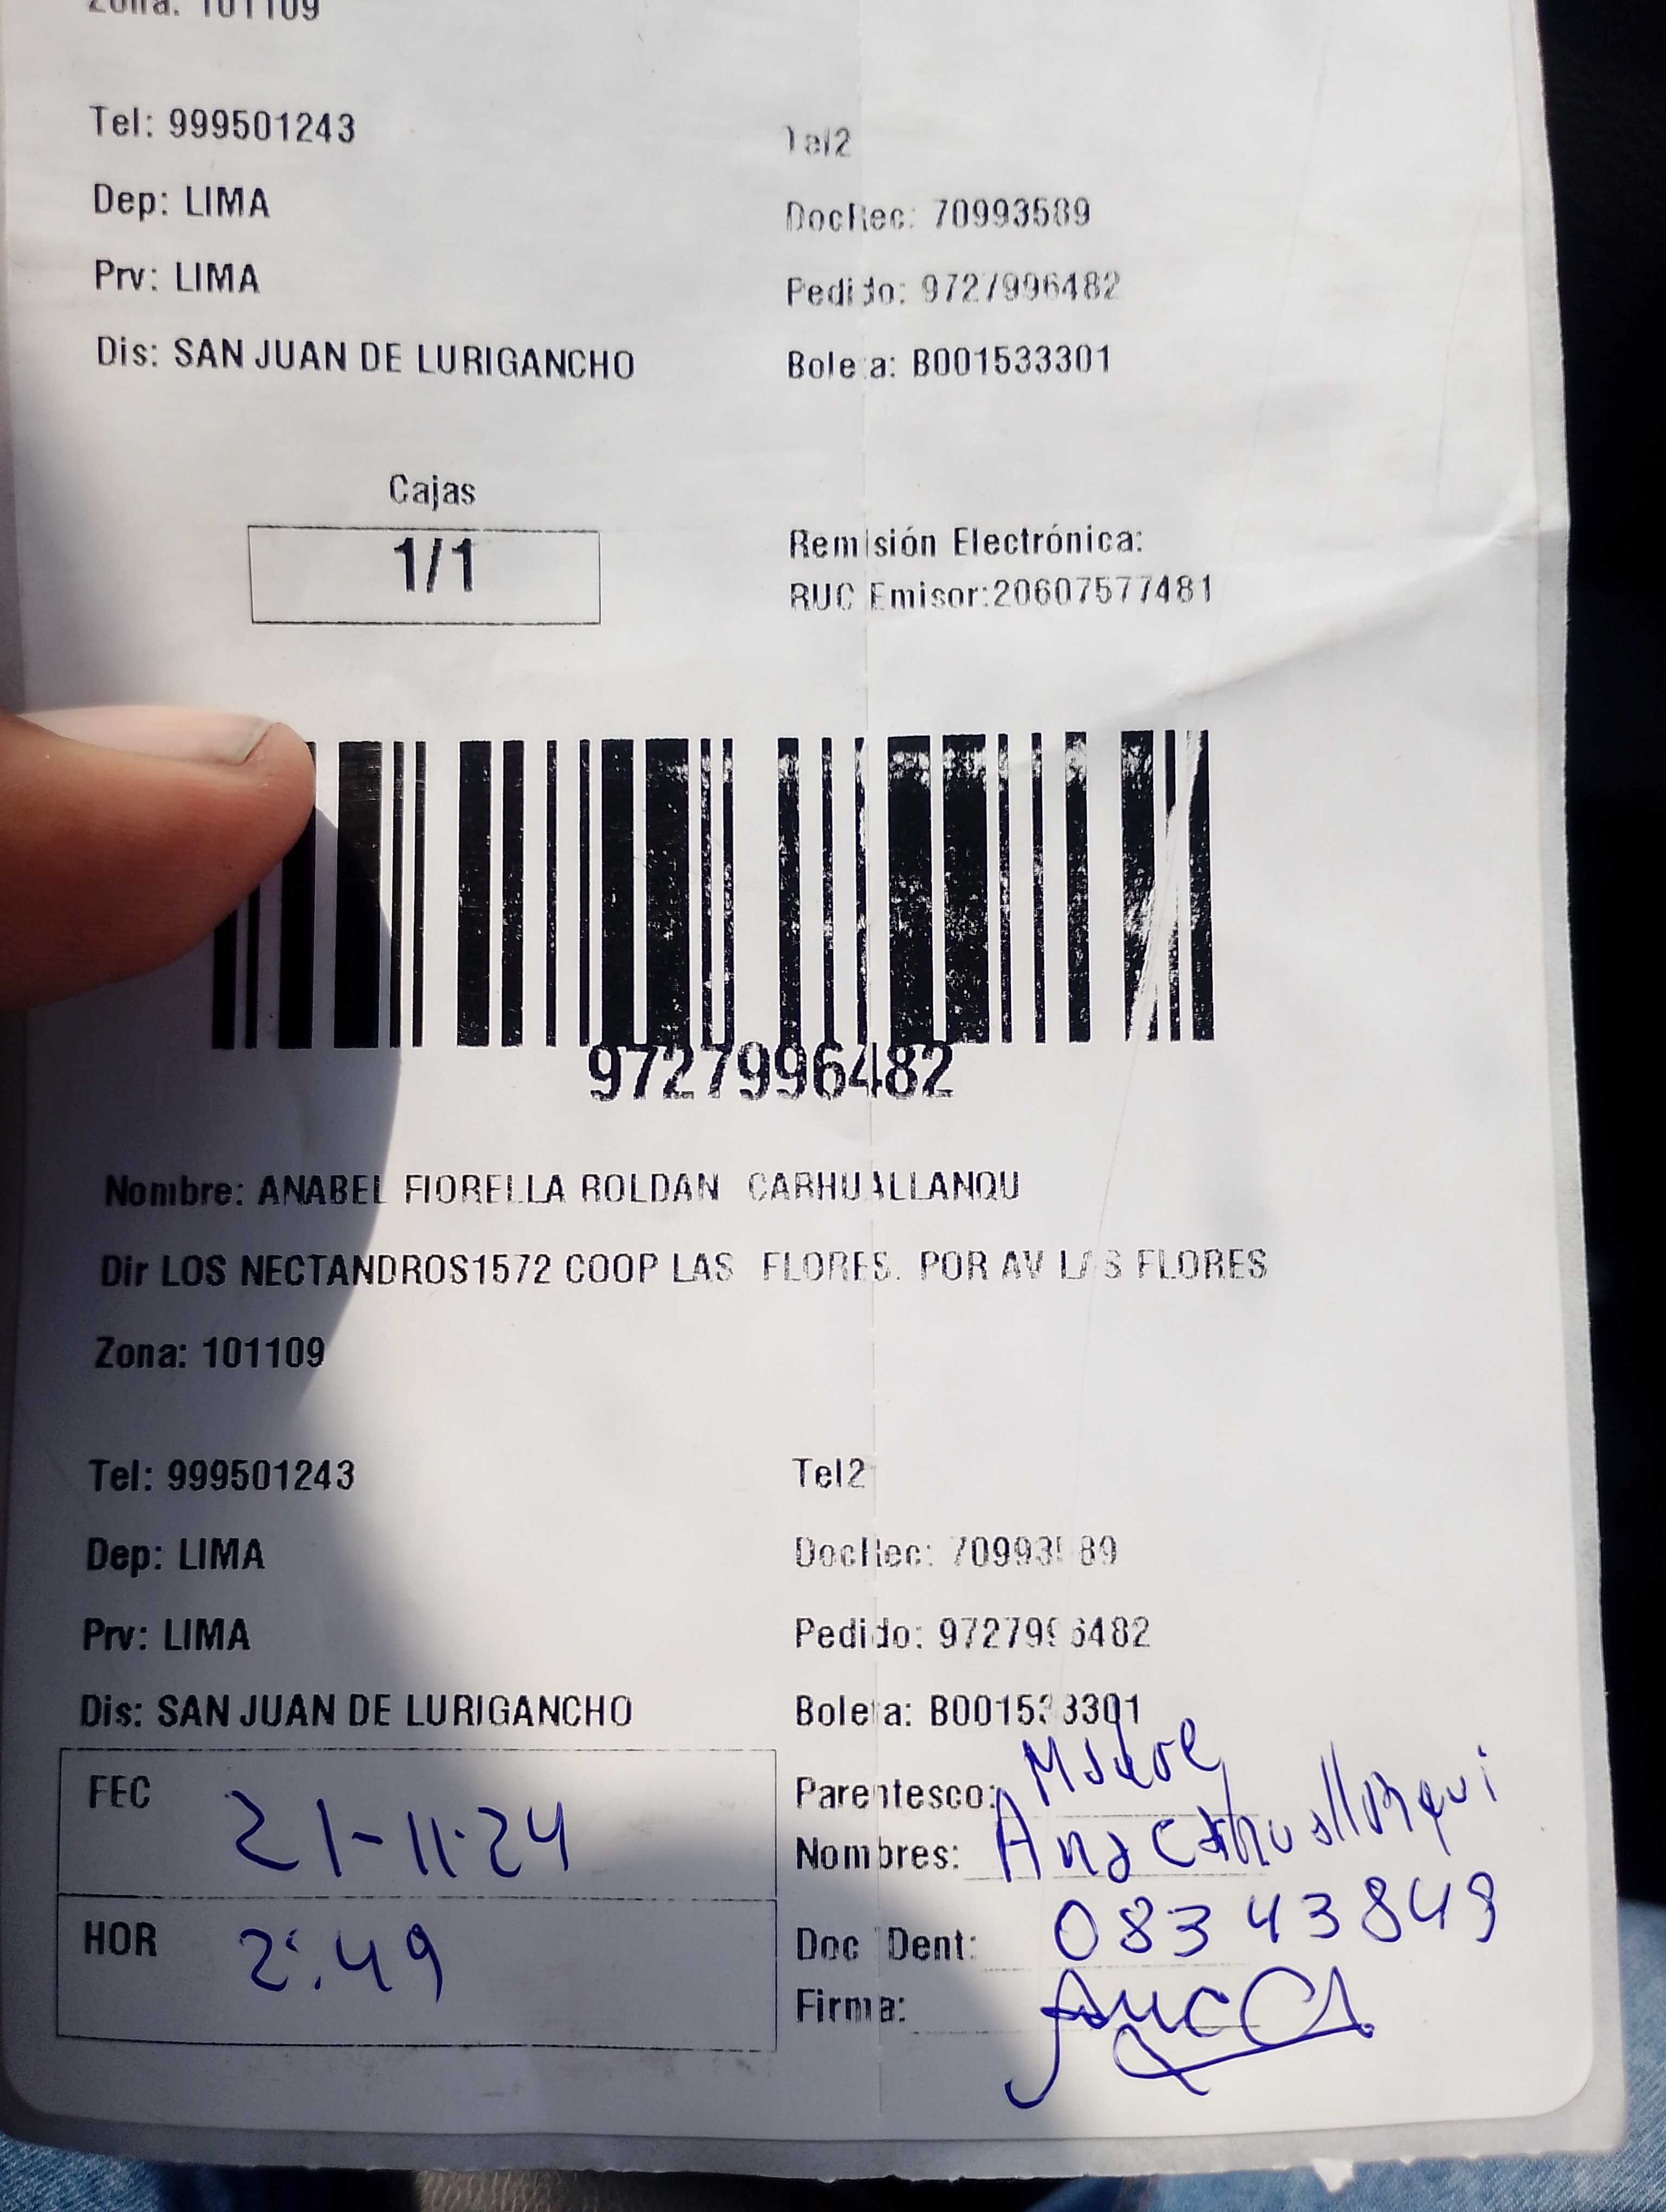 Zona: 101109
Tel: 999501243
Tel2
Dep: LIMA
DocRec: 70993589
Prv: LIMA
Pedido: 9727996482
Dis: SAN JUAN DE LURIGANCHO
Boleta: B001533301
Cajas
1/1
Remisión Electrónica:
RUC Emisor:20607577481
9727996482
Nombre: ANABEL FIORELLA ROLDAN CARHUALLANQU
Dir LOS NECTANDROS1572 COOP LAS FLORES. POR AV LAS FLORES
Zona: 101109
Tel: 999501243
Tel2
Dep: LIMA
DocRec: 70993589
Prv: LIMA
Pedido: 9727996482
Dis: SAN JUAN DE LURIGANCHO
Boleta: B001533301
FEC 21-11-24
Parentesco: Madre
Nombres: Ana Carhuallanqui
HOR 2:49
Doc Dent: 08343849
Firma: